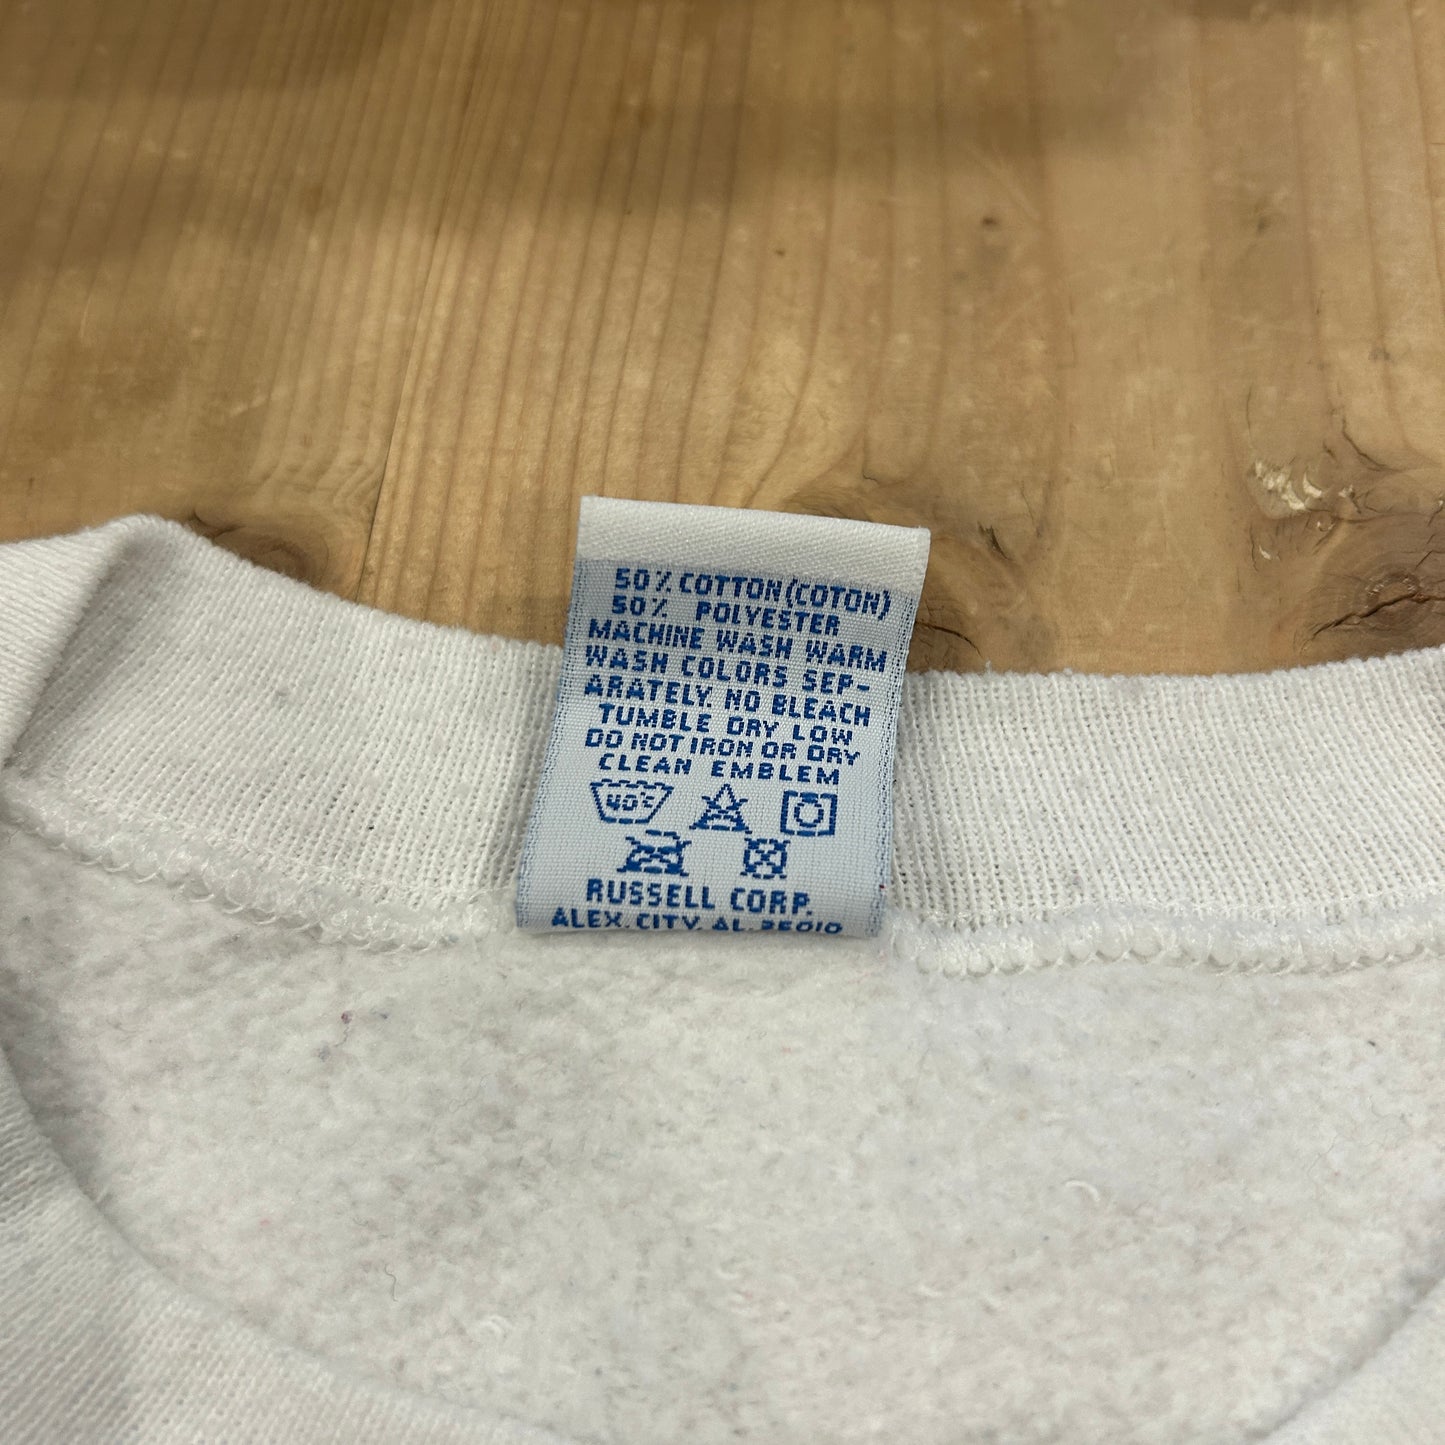 50% COTTON (COTON)
50% POLYESTER
MACHINE WASH WARM
WASH COLORS SEP-
ARATELY. NO BLEACH
TUMBLE DRY LOW
DO NOT IRON OR DRY
CLEAN EMBLEM
40°C
RUSSELL CORP.
ALEX. CITY, AL. 35010